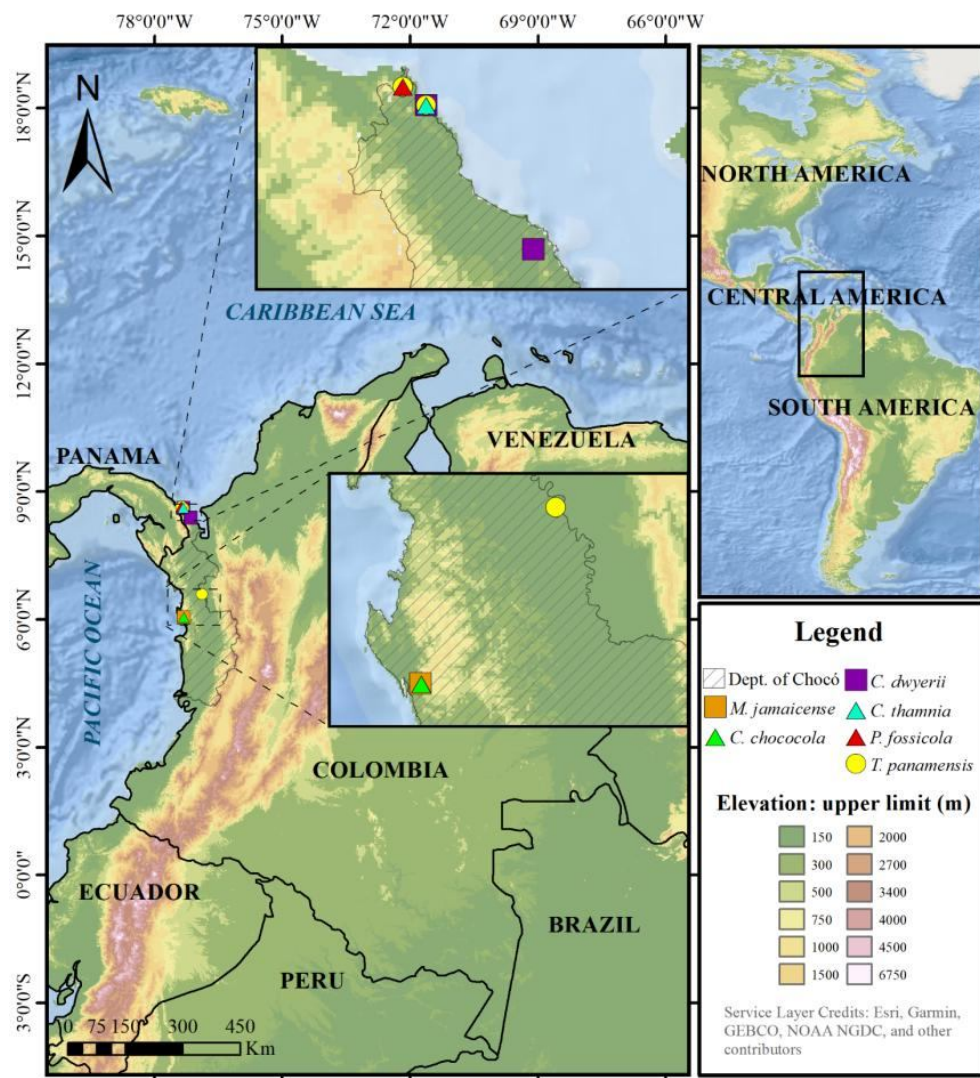 78°0'0"W 75°0'0"W 72°0'0"W 69°0'0"W 66°0'0"W
N
18°0'0"N
15°0'0"N
12°0'0"N
9°0'0"N
6°0'0"N
3°0'0"N
0°0'0"
3°0'0"S
CARIBBEAN SEA
PANAMA
VENEZUELA
PACIFIC OCEAN
COLOMBIA
ECUADOR
BRAZIL
PERU
0 75 150 300 450
Km
NORTH AMERICA
CENTRAL AMERICA
SOUTH AMERICA
Legend
Dept. of Chocó
M. jamaicense
C. chococola
C. dwyerii
C. thamnia
P. fossicola
T. panamensis
Elevation: upper limit (m)
150 2000
300 2700
500 3400
750 4000
1000 4500
1500 6750
Service Layer Credits: Esri, Garmin,
GEBCO, NOAA NGDC, and other
contributors